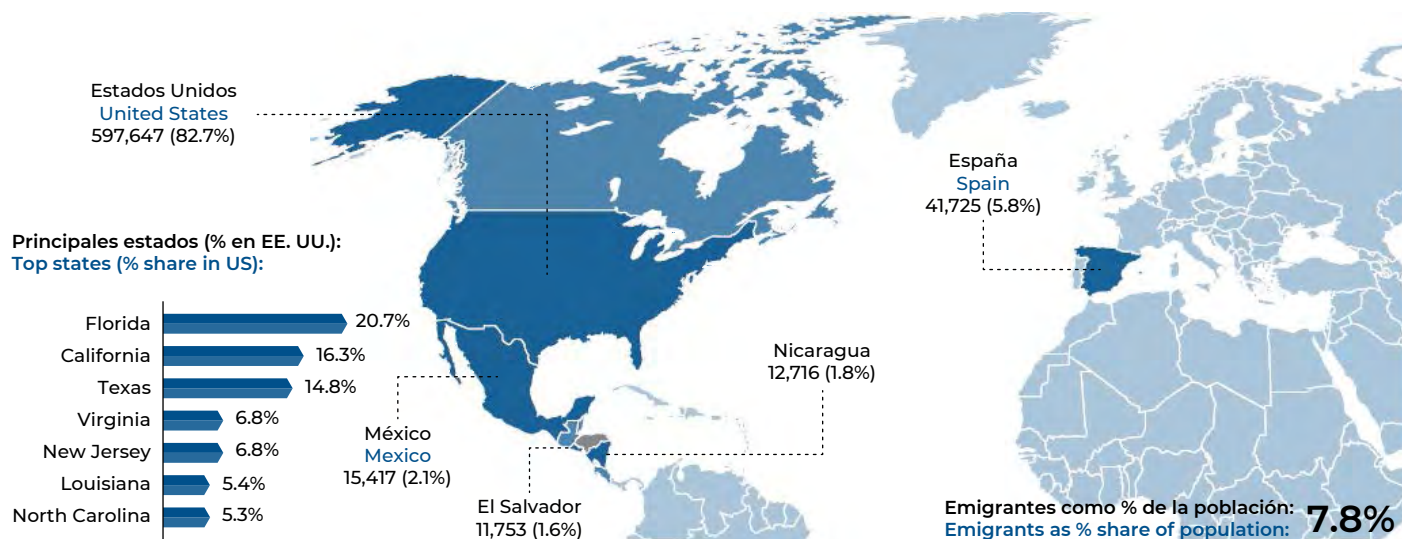 Estados Unidos
United States
597,647 (82.7%)
España
Spain
41,725 (5.8%)
Principales estados (% en EE. UU.):
Top states (% share in US):
Florida 20.7%
California 16.3%
Texas 14.8%
Virginia 6.8%
New Jersey 6.8%
Louisiana 5.4%
North Carolina 5.3%
Nicaragua
12,716 (1.8%)
México
Mexico
15,417 (2.1%)
El Salvador
11,753 (1.6%)
Emigrantes como % de la población:
Emigrants as % share of population:
7.8%